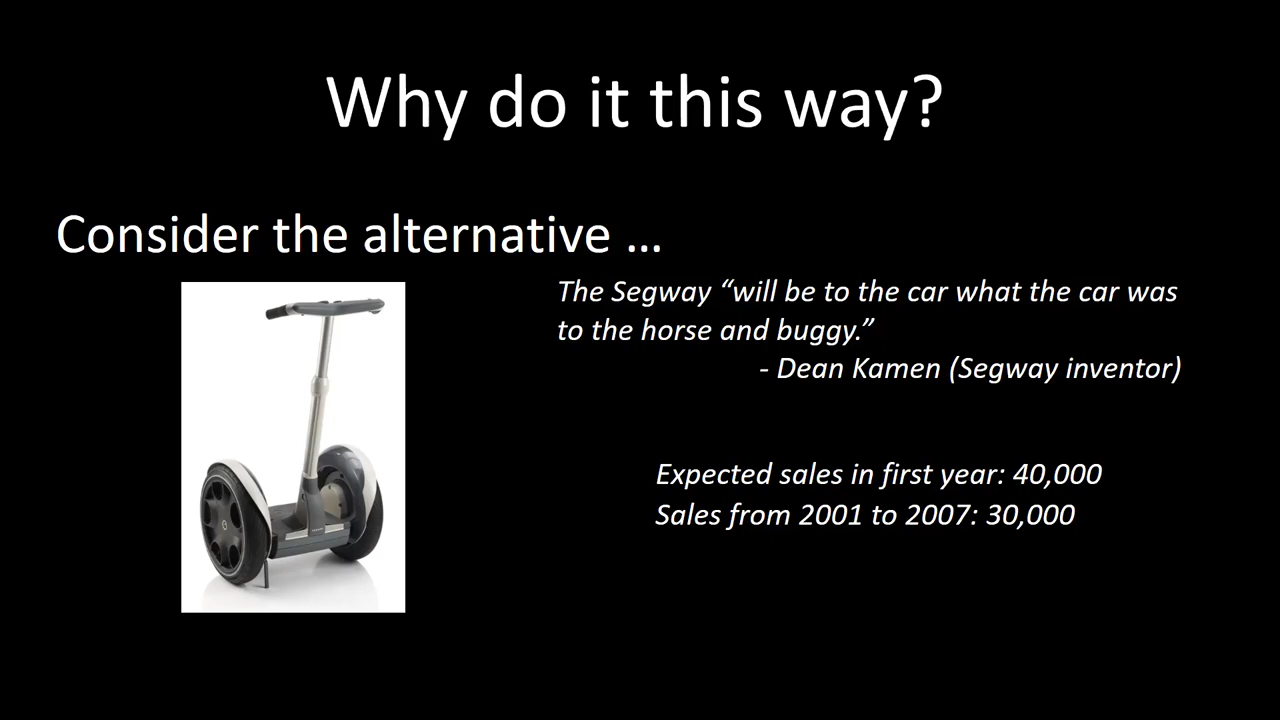 Why do it this way?
Consider the alternative …
The Segway “will be to the car what the car was
to the horse and buggy.”
- Dean Kamen (Segway inventor)
Expected sales in first year: 40,000
Sales from 2001 to 2007: 30,000